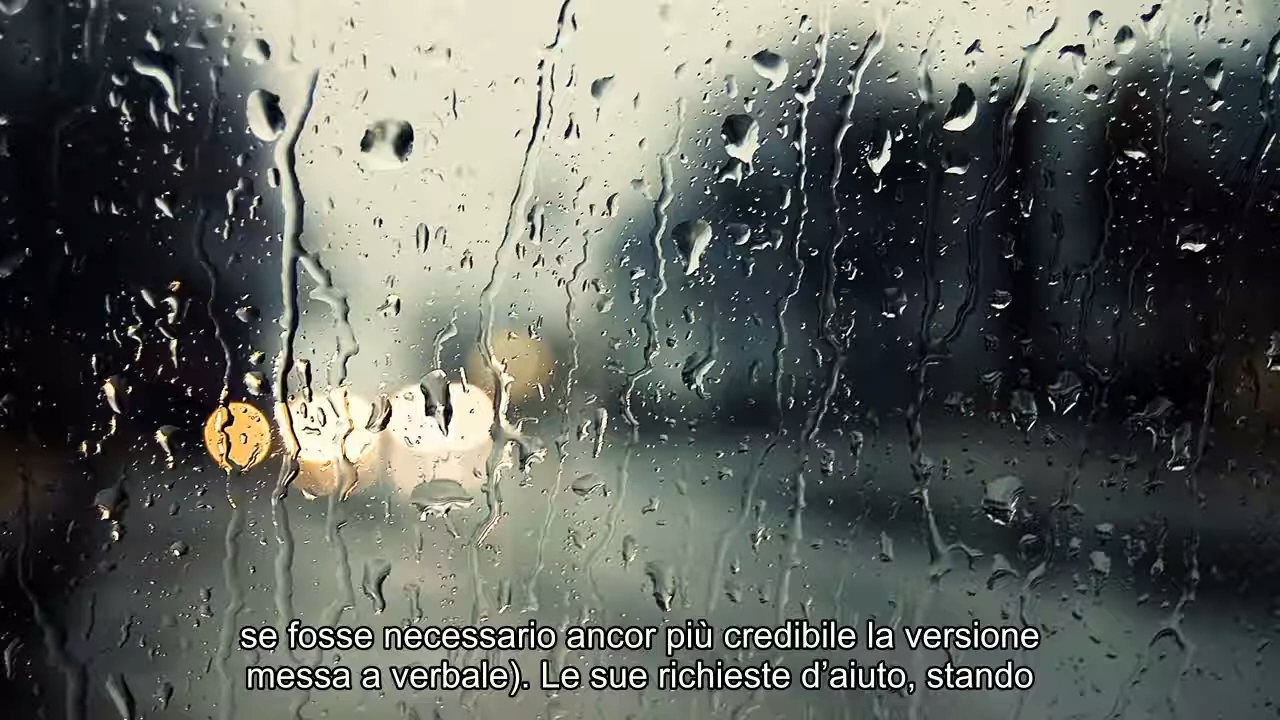 se fosse necessario ancor più credibile la versione
messa a verbale). Le sue richieste d’aiuto, stando